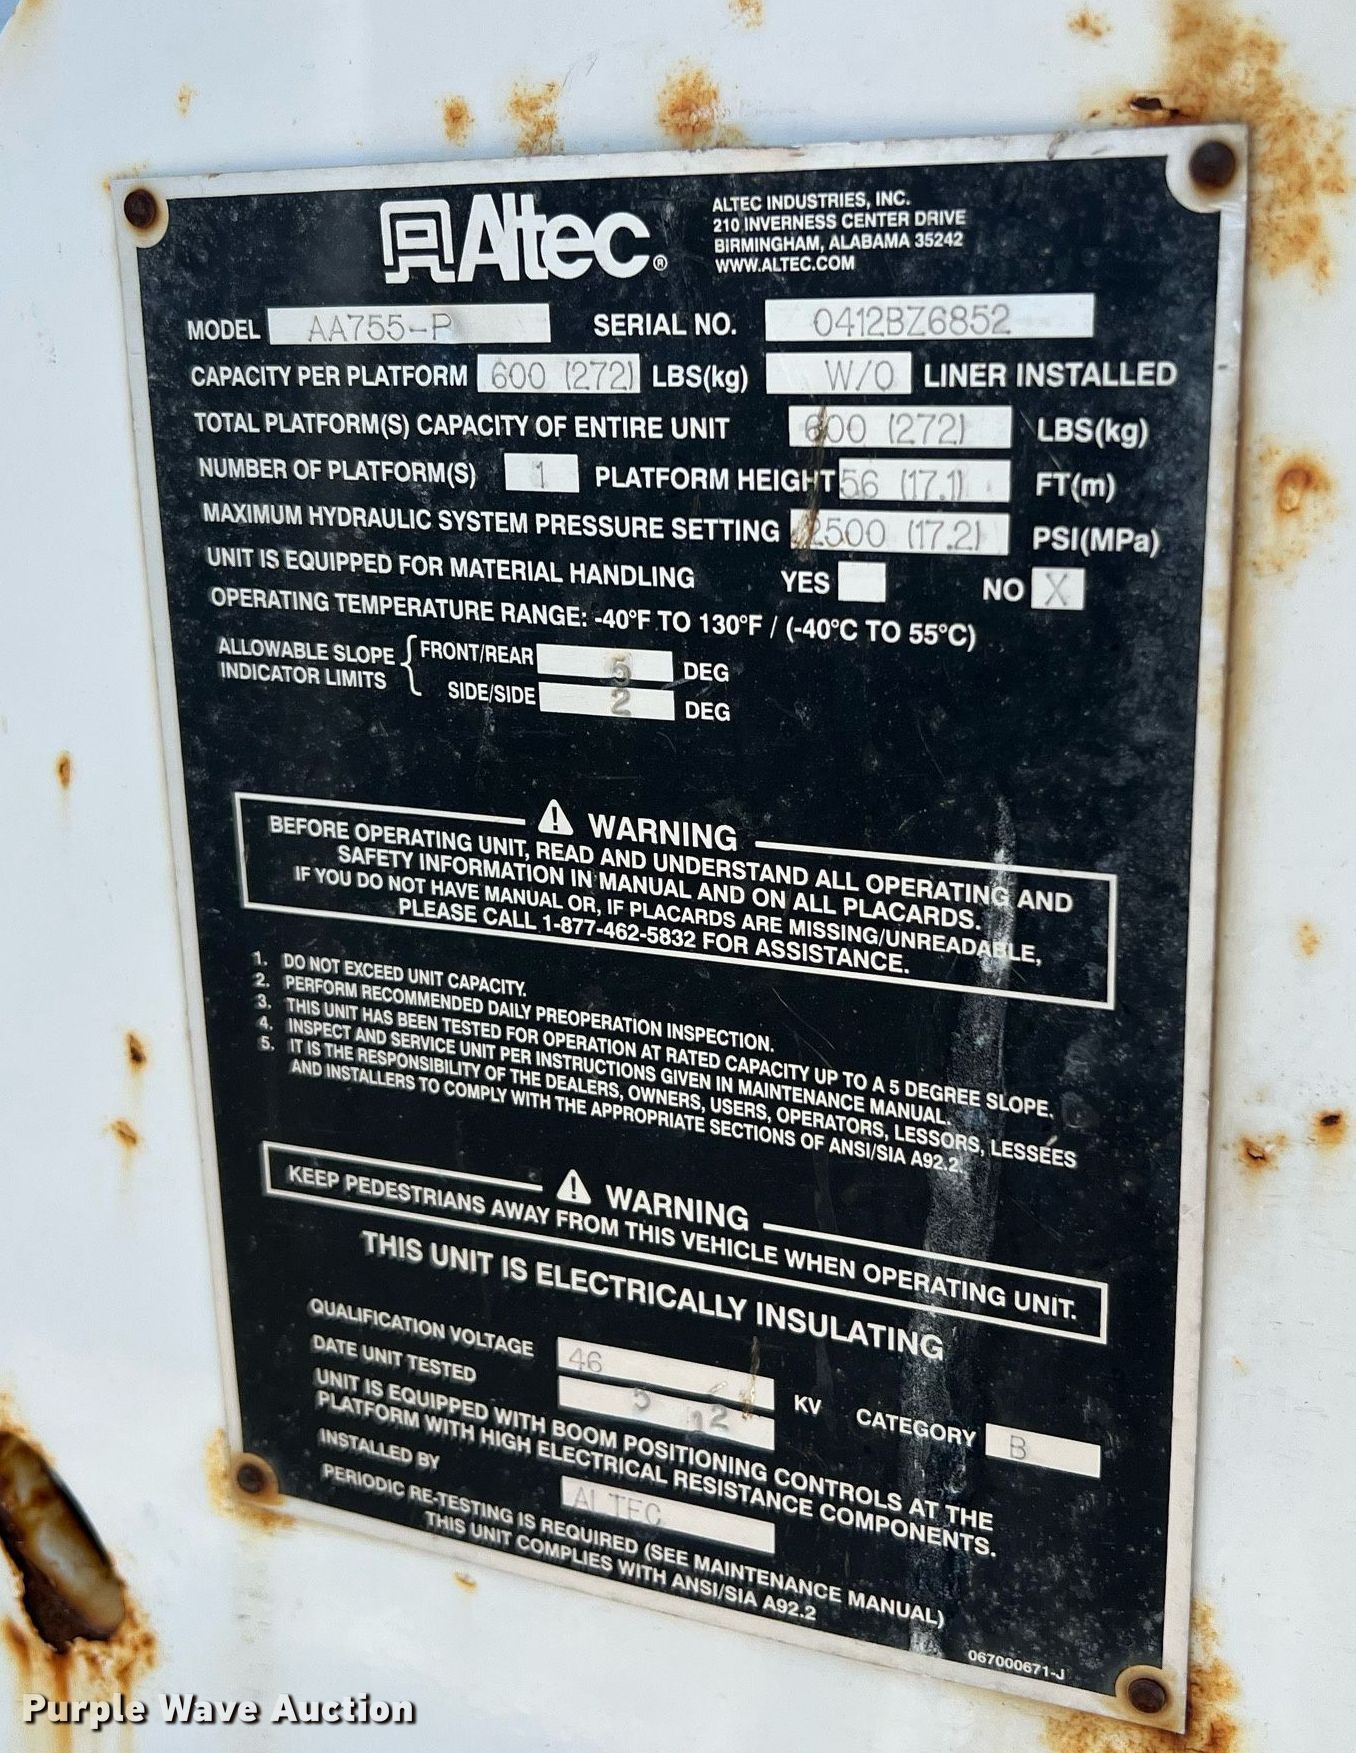 Altec®
ALTEC INDUSTRIES, INC.
210 INVERNESS CENTER DRIVE
BIRMINGHAM, ALABAMA 35242
WWW.ALTEC.COM
MODEL AA755-P SERIAL NO. 0412BZ6852
CAPACITY PER PLATFORM 600 (272) LBS(kg) W/O LINER INSTALLED
TOTAL PLATFORM(S) CAPACITY OF ENTIRE UNIT 600 (272) LBS(kg)
NUMBER OF PLATFORM(S) 1 PLATFORM HEIGHT 56 (17.1) FT(m)
MAXIMUM HYDRAULIC SYSTEM PRESSURE SETTING 2500 (17.2) PSI(MPa)
UNIT IS EQUIPPED FOR MATERIAL HANDLING YES NO X
OPERATING TEMPERATURE RANGE: -40°F TO 130°F / (-40°C TO 55°C)
ALLOWABLE SLOPE INDICATOR LIMITS
FRONT/REAR 5 DEG
SIDE/SIDE 2 DEG
⚠ WARNING
BEFORE OPERATING UNIT, READ AND UNDERSTAND ALL OPERATING AND
SAFETY INFORMATION IN MANUAL AND ON ALL PLACARDS.
IF YOU DO NOT HAVE MANUAL OR, IF PLACARDS ARE MISSING/UNREADABLE,
PLEASE CALL 1-877-462-5832 FOR ASSISTANCE.
1. DO NOT EXCEED UNIT CAPACITY.
2. PERFORM RECOMMENDED DAILY PREOPERATION INSPECTION.
3. THIS UNIT HAS BEEN TESTED FOR OPERATION AT RATED CAPACITY UP TO A 5 DEGREE SLOPE.
4. INSPECT AND SERVICE UNIT PER INSTRUCTIONS GIVEN IN MAINTENANCE MANUAL.
5. IT IS THE RESPONSIBILITY OF THE DEALERS, OWNERS, USERS, OPERATORS, LESSORS, LESSEES
AND INSTALLERS TO COMPLY WITH THE APPROPRIATE SECTIONS OF ANSI/SIA A92.2.
⚠ WARNING
KEEP PEDESTRIANS AWAY FROM THIS VEHICLE WHEN OPERATING UNIT.
THIS UNIT IS ELECTRICALLY INSULATING
QUALIFICATION VOLTAGE 46 KV CATEGORY B
DATE UNIT TESTED 5 12
UNIT IS EQUIPPED WITH BOOM POSITIONING CONTROLS AT THE
PLATFORM WITH HIGH ELECTRICAL RESISTANCE COMPONENTS.
INSTALLED BY ALTEC
PERIODIC RE-TESTING IS REQUIRED (SEE MAINTENANCE MANUAL)
THIS UNIT COMPLIES WITH ANSI/SIA A92.2
067000671-J
Purple Wave Auction